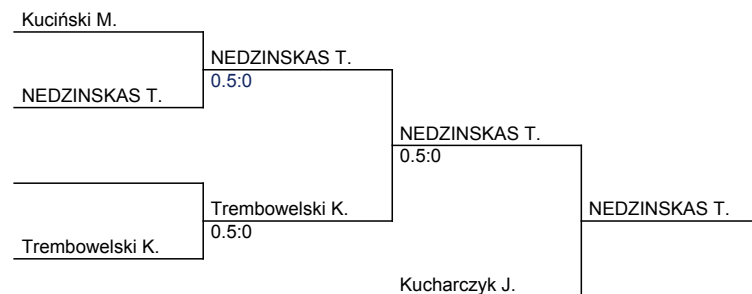 Kuciński M.
NEDZINSKAS T.
0.5:0
NEDZINSKAS T.
NEDZINSKAS T.
0.5:0
Trembowelski K.
0.5:0
NEDZINSKAS T.
Trembowelski K.
Kucharczyk J.